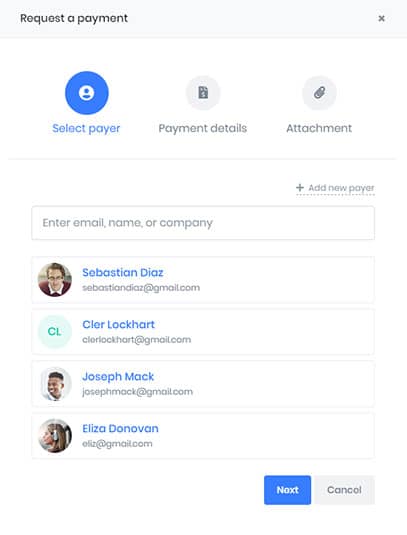 Request a payment
Select payer
Payment details
Attachment
Add new payer
Enter email, name, or company
Sebastian Diaz
sebastiandiaz@gmail.com
CL
Cler Lockhart
clerlockhart@gmail.com
Joseph Mack
josephmack@gmail.com
Eliza Donovan
eliz@gmail.com
Next
Cancel